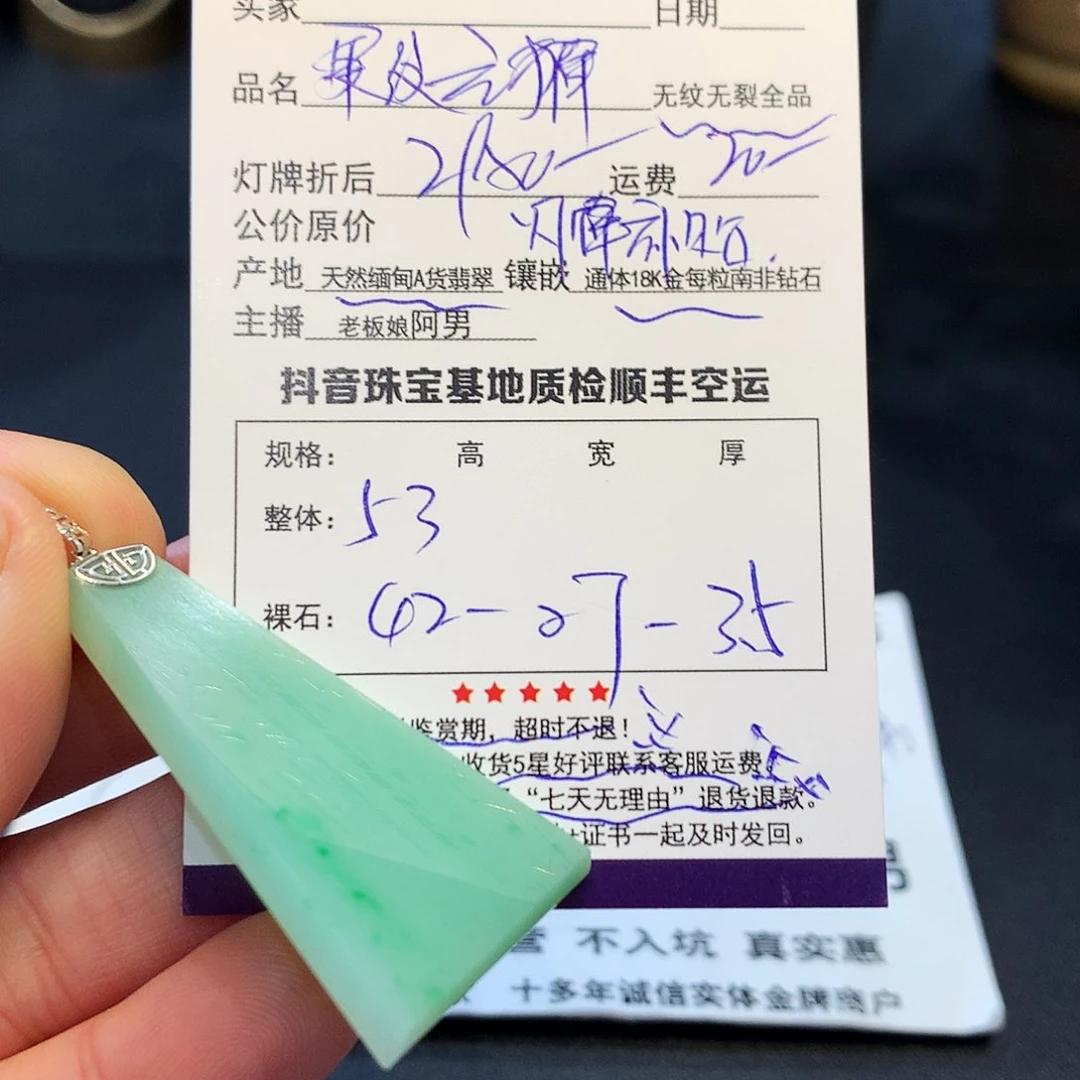 买家 日期
品名 果绿 无纹无裂全品
灯牌折后 2180 运费 20
公价原价 灯牌补贴.
产地 天然缅甸A货翡翠 镶嵌 通体18K金每粒南非钻石
主播 老板娘阿男
抖音珠宝基地质检顺丰空运
规格: 高 宽 厚
整体: 53
裸石: 42-27-3.5
鉴赏期,超时不退!
收货5星好评联系客服运费。
“七天无理由”退货退款。
证书一起及时发回。
营 不入坑 真实惠
十多年诚信实体金牌商户